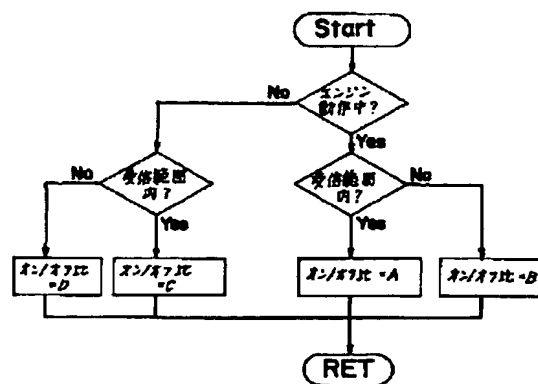 Start
エンジン
動作中?
No
Yes
受信範囲
内?
No
Yes
受信範囲
内?
No
Yes
オン/オフ比
=D
オン/オフ比
=C
オン/オフ比=A
オン/オフ比=B
RET